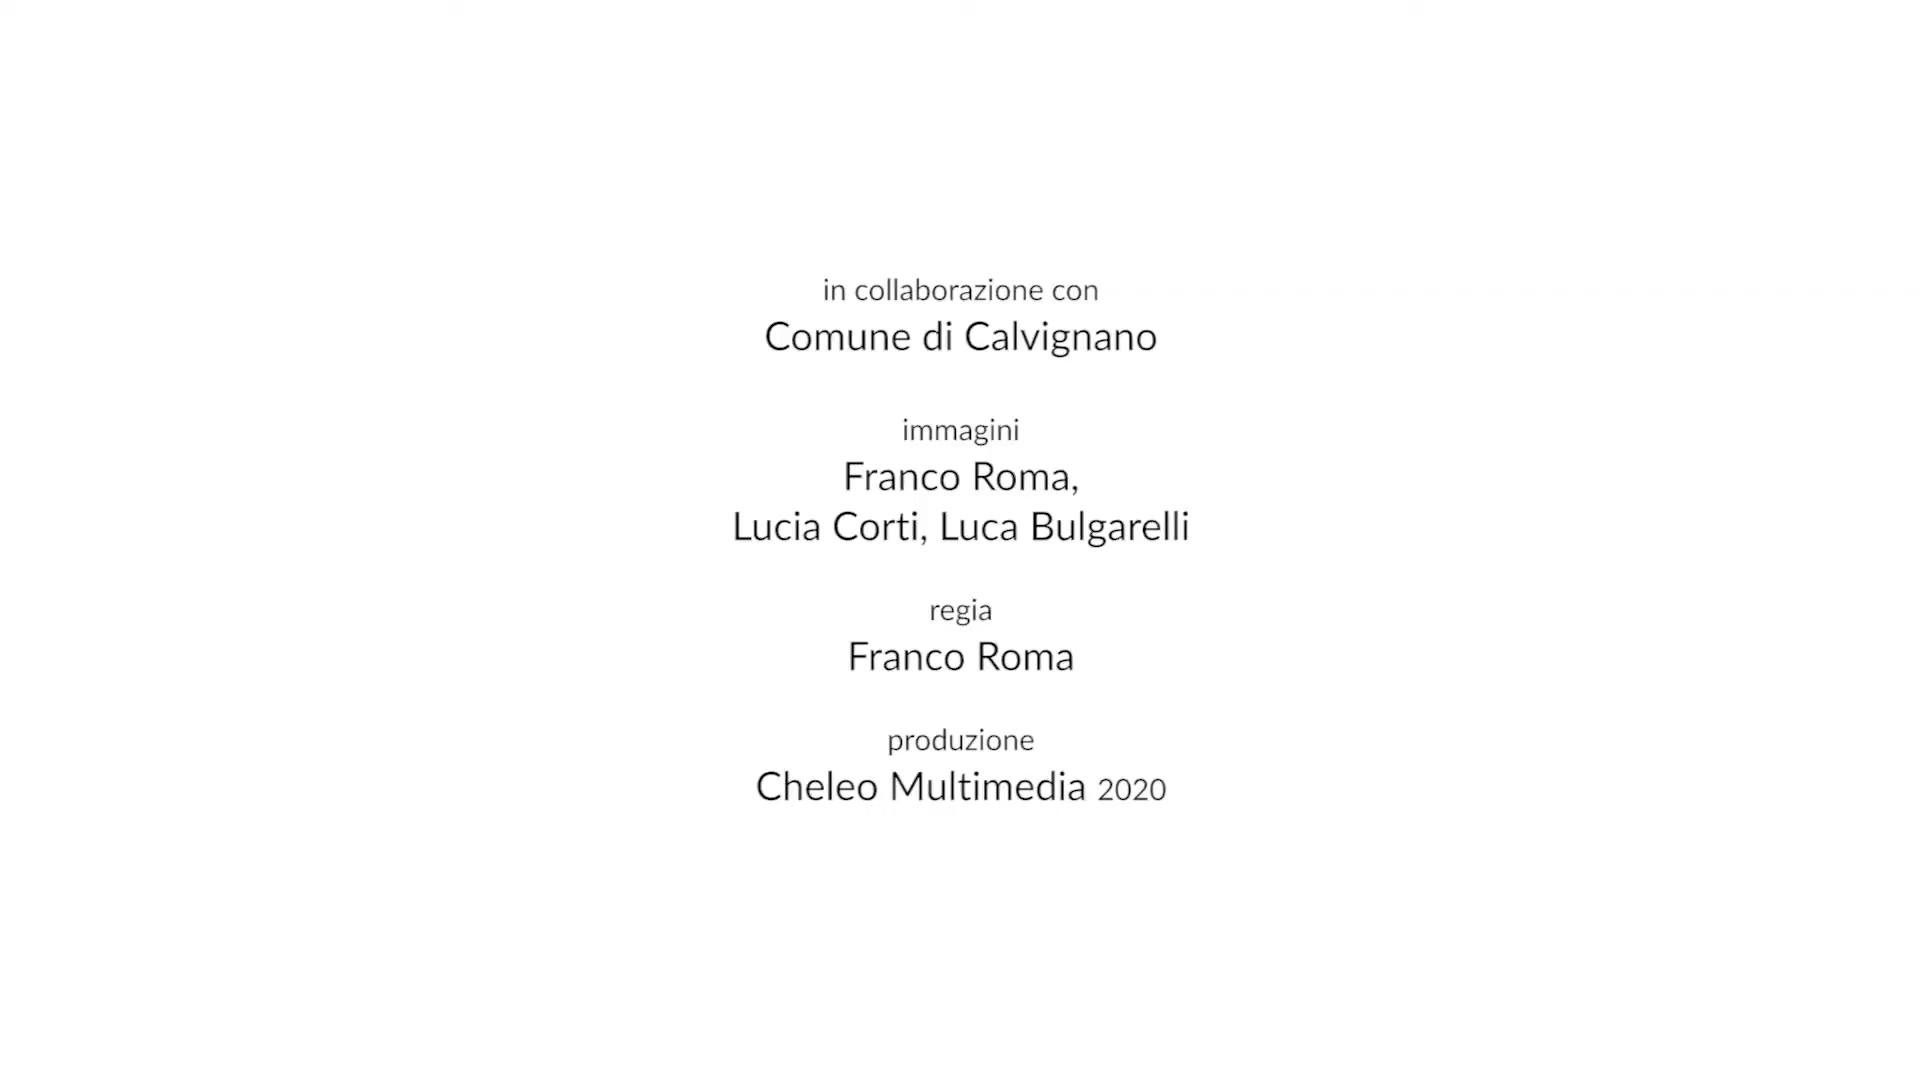 in collaborazione con
Comune di Calvignano
immagini
Franco Roma,
Lucia Corti, Luca Bulgarelli
regia
Franco Roma
produzione
Cheleo Multimedia 2020